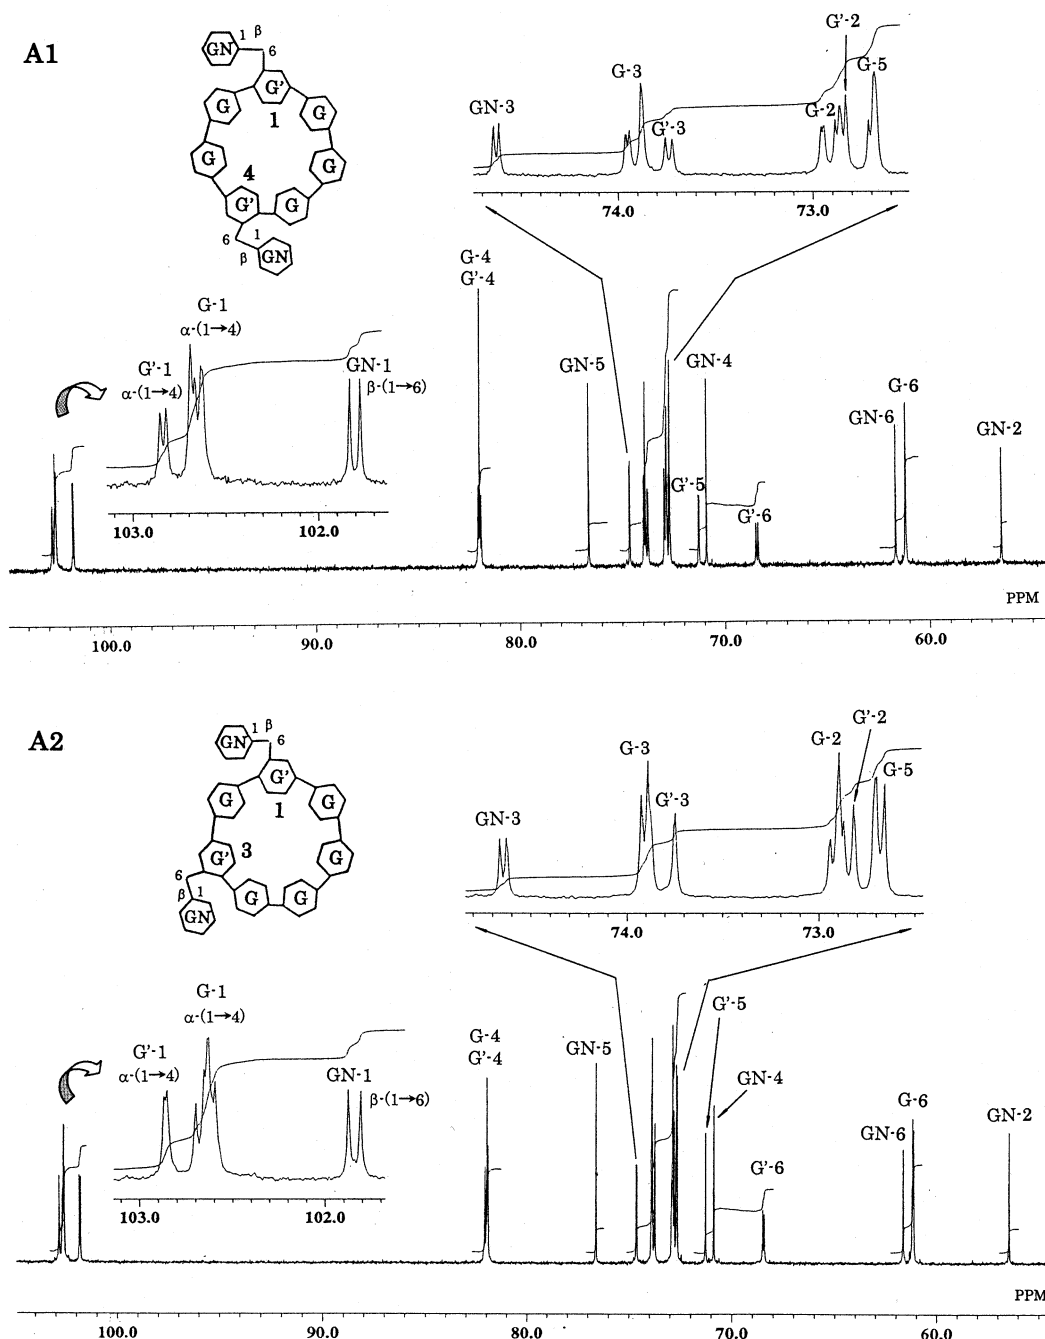 A1
GN
1
β
6
G'
G
G
1
G
G
4
G'
G
6
1
β
GN
G'-2
G-3
G-5
GN-3
G'-3
G-2
74.0
73.0
G-4
G'-4
G-1
α-(1→4)
G'-1
α-(1→4)
GN-1
β-(1→6)
GN-5
GN-4
G-6
GN-6
GN-2
G'-5
G'-6
103.0
102.0
PPM
100.0
90.0
80.0
70.0
60.0
A2
GN
1
β
6
G'
G
G
1
G'
3
G
6
β
1
GN
G
G
G'-2
G-3
G-2
G-5
G'-3
GN-3
74.0
73.0
G-1
α-(1→4)
G'-1
α-(1→4)
GN-1
β-(1→6)
G-4
G'-4
GN-5
G'-5
GN-4
G-6
GN-6
GN-2
G'-6
103.0
102.0
PPM
100.0
90.0
80.0
70.0
60.0